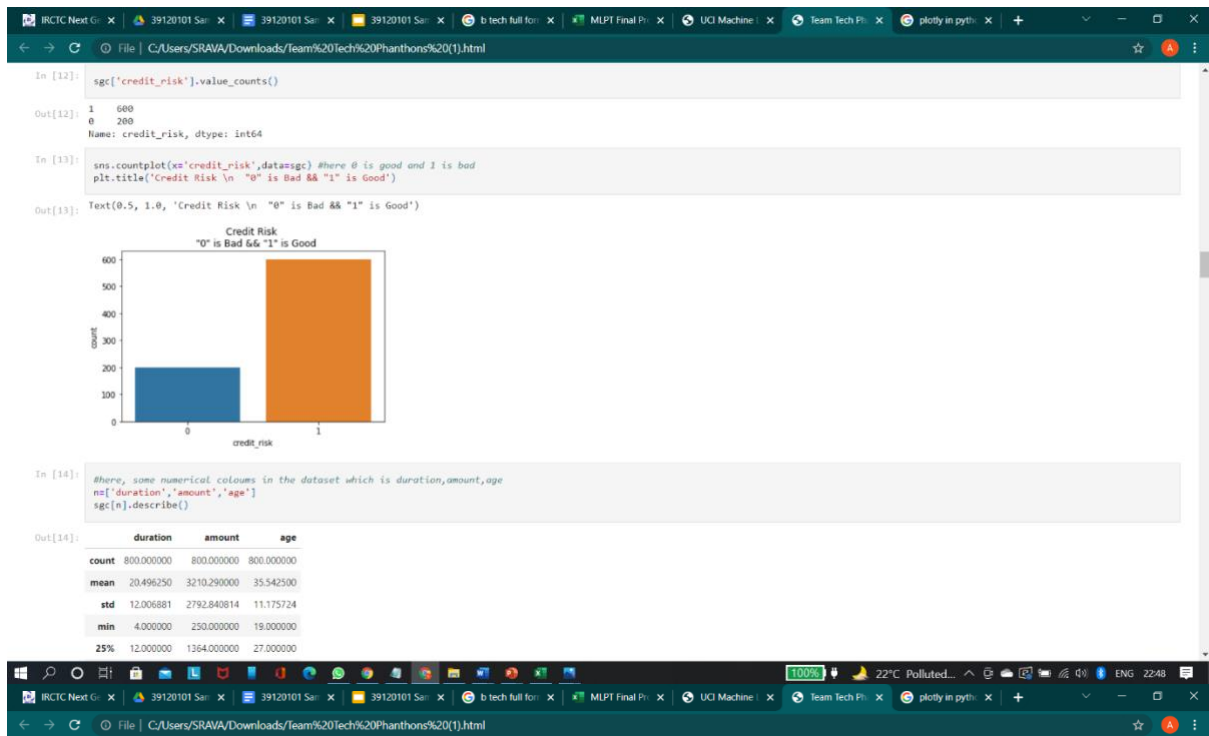 IRCTC Next Ge
39120101 San
39120101 San
39120101 San
b tech full form
MLPT Final Pro
UCI Machine L
Team Tech Ph
plotly in pytho
File | C:/Users/SRAVA/Downloads/Team%20Tech%20Phanthons%20(1).html
In [12]: sgc['credit_risk'].value_counts()
Out[12]: 1 600
0 200
Name: credit_risk, dtype: int64
In [13]: sns.countplot(x='credit_risk',data=sgc) #here 0 is good and 1 is bad
plt.title('Credit Risk \n "0" is Bad && "1" is Good')
Out[13]: Text(0.5, 1.0, 'Credit Risk \n "0" is Bad && "1" is Good')
Credit Risk
"0" is Bad && "1" is Good
600
500
400
300
200
100
0
count
0 1
credit_risk
In [14]: #here, some numerical coloums in the dataset which is duration,amount,age
n=['duration','amount','age']
sgc[n].describe()
Out[14]: duration amount age
count 800.000000 800.000000 800.000000
mean 20.496250 3210.290000 35.542500
std 12.006881 2792.840814 11.175724
min 4.000000 250.000000 19.000000
25% 12.000000 1364.000000 27.000000
100% 22°C Polluted... ENG 22:48
IRCTC Next Ge
39120101 San
39120101 San
39120101 San
b tech full form
MLPT Final Pro
UCI Machine L
Team Tech Ph
plotly in pytho
File | C:/Users/SRAVA/Downloads/Team%20Tech%20Phanthons%20(1).html